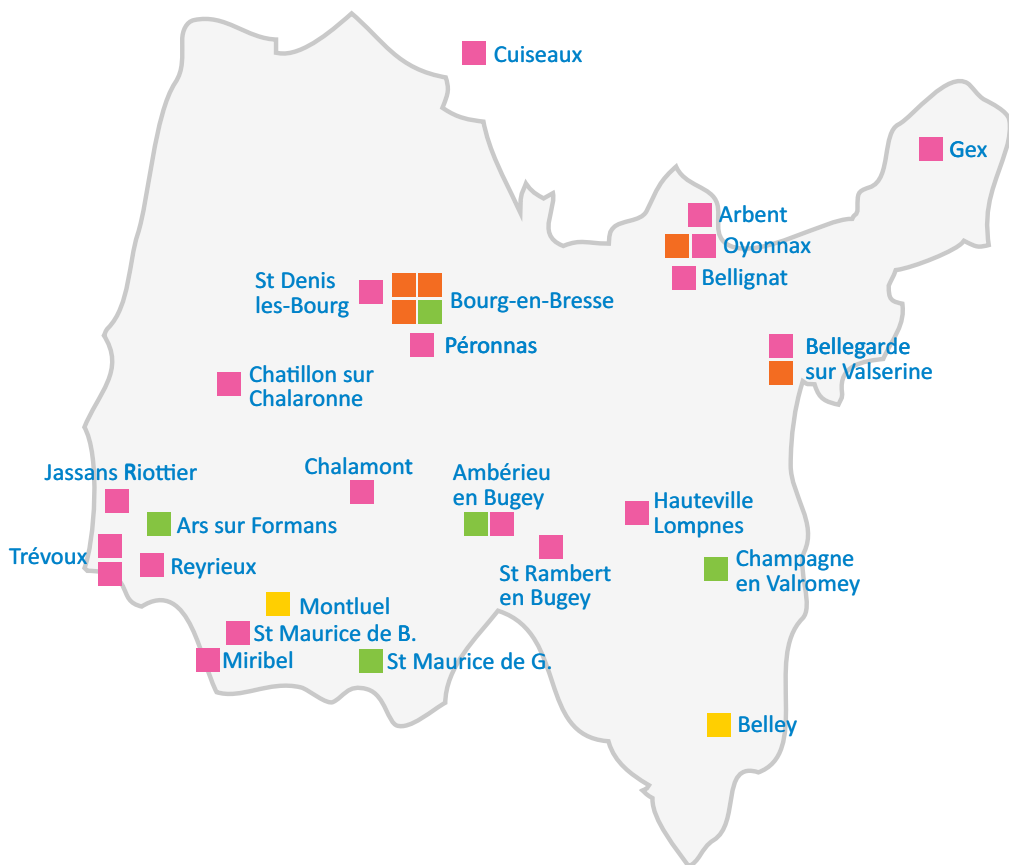 Cuiseaux
Gex
Arbent
Oyonnax
Bellignat
St Denis
les-Bourg
Bourg-en-Bresse
Péronnas
Bellegarde
sur Valserine
Chatillon sur
Chalaronne
Jassans Riottier
Chalamont
Ambérieu
en Bugey
Hauteville
Lompnes
Ars sur Formans
Trévoux
Reyrieux
St Rambert
en Bugey
Champagne
en Valromey
Montluel
St Maurice de B.
Miribel
St Maurice de G.
Belley